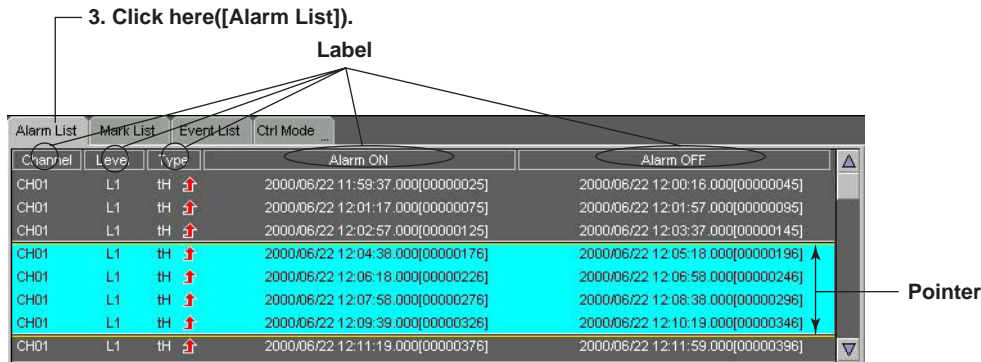 3. Click here([Alarm List]).
Label
Alarm List Mark List Event List Ctrl Mode ...
Channel Level Type Alarm ON Alarm OFF
CH01 L1 tH 2000/06/22 11:59:37.000[00000025] 2000/06/22 12:00:16.000[00000045]
CH01 L1 tH 2000/06/22 12:01:17.000[00000075] 2000/06/22 12:01:57.000[00000095]
CH01 L1 tH 2000/06/22 12:02:57.000[00000125] 2000/06/22 12:03:37.000[00000145]
CH01 L1 tH 2000/06/22 12:04:38.000[00000176] 2000/06/22 12:05:18.000[00000196]
CH01 L1 tH 2000/06/22 12:06:18.000[00000226] 2000/06/22 12:06:58.000[00000246]
CH01 L1 tH 2000/06/22 12:07:58.000[00000276] 2000/06/22 12:08:38.000[00000296]
Pointer
CH01 L1 tH 2000/06/22 12:09:39.000[00000326] 2000/06/22 12:10:19.000[00000346]
CH01 L1 tH 2000/06/22 12:11:19.000[00000376] 2000/06/22 12:11:59.000[00000396]